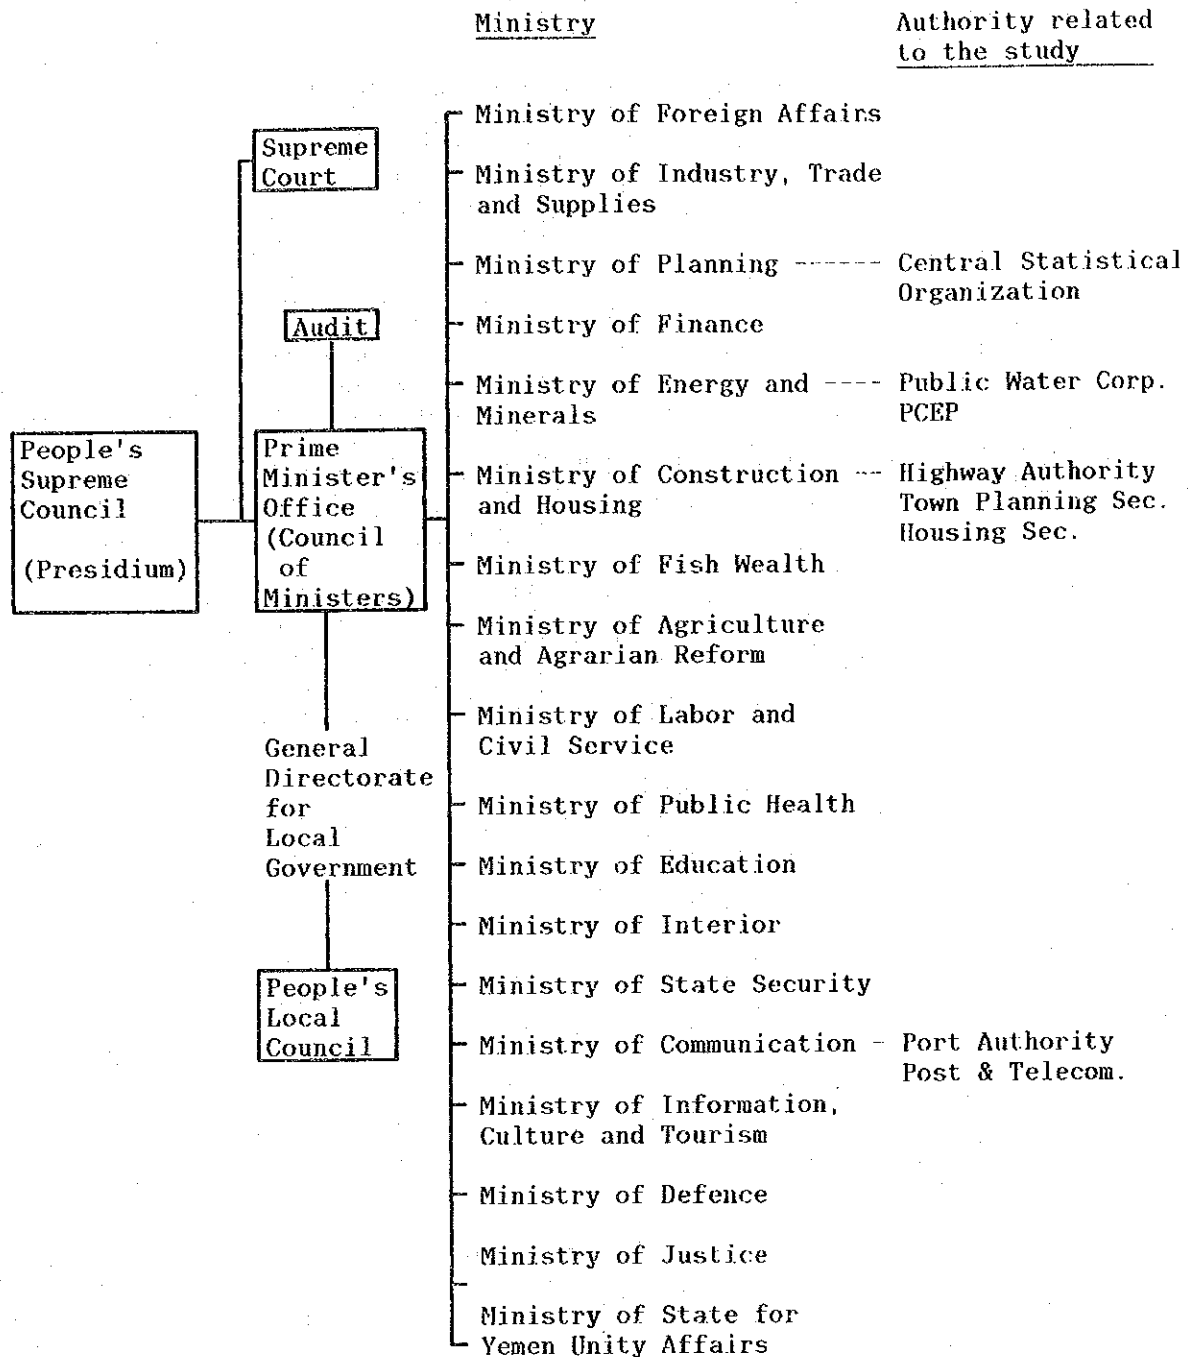 Ministry
Authority related
to the study
People's
Supreme
Council
(Presidium)
Supreme
Court
Audit
Prime
Minister's
Office
(Council
of
Ministers)
General
Directorate
for
Local
Government
People's
Local
Council
Ministry of Foreign Affairs
Ministry of Industry, Trade
and Supplies
Ministry of Planning ------ Central Statistical
Organization
Ministry of Finance
Ministry of Energy and ---- Public Water Corp.
Minerals PCEP
Ministry of Construction -- Highway Authority
and Housing Town Planning Sec.
Housing Sec.
Ministry of Fish Wealth
Ministry of Agriculture
and Agrarian Reform
Ministry of Labor and
Civil Service
Ministry of Public Health
Ministry of Education
Ministry of Interior
Ministry of State Security
Ministry of Communication - Port Authority
Post & Telecom.
Ministry of Information,
Culture and Tourism
Ministry of Defence
Ministry of Justice
Ministry of State for
Yemen Unity Affairs